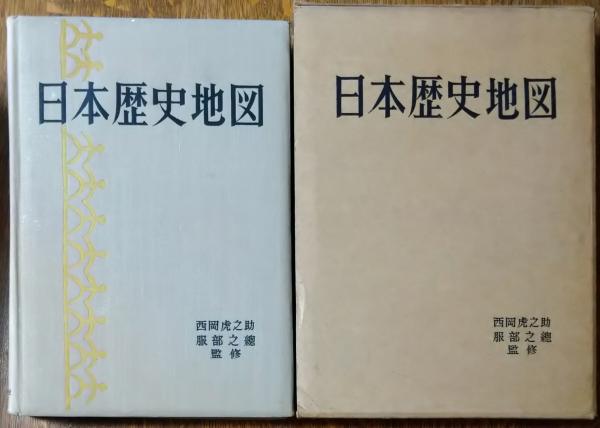 日本歴史地図
西岡虎之助
服部之總
監修
日本歴史地図
西岡虎之助
服部之總
監修